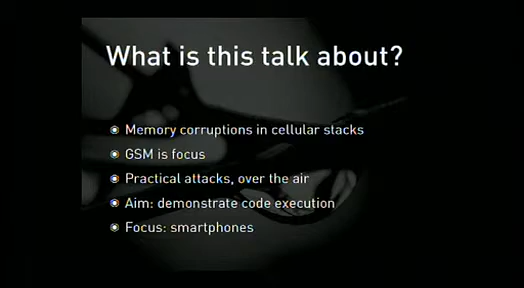 What is this talk about?
Memory corruptions in cellular stacks
GSM is focus
Practical attacks, over the air
Aim: demonstrate code execution
Focus: smartphones